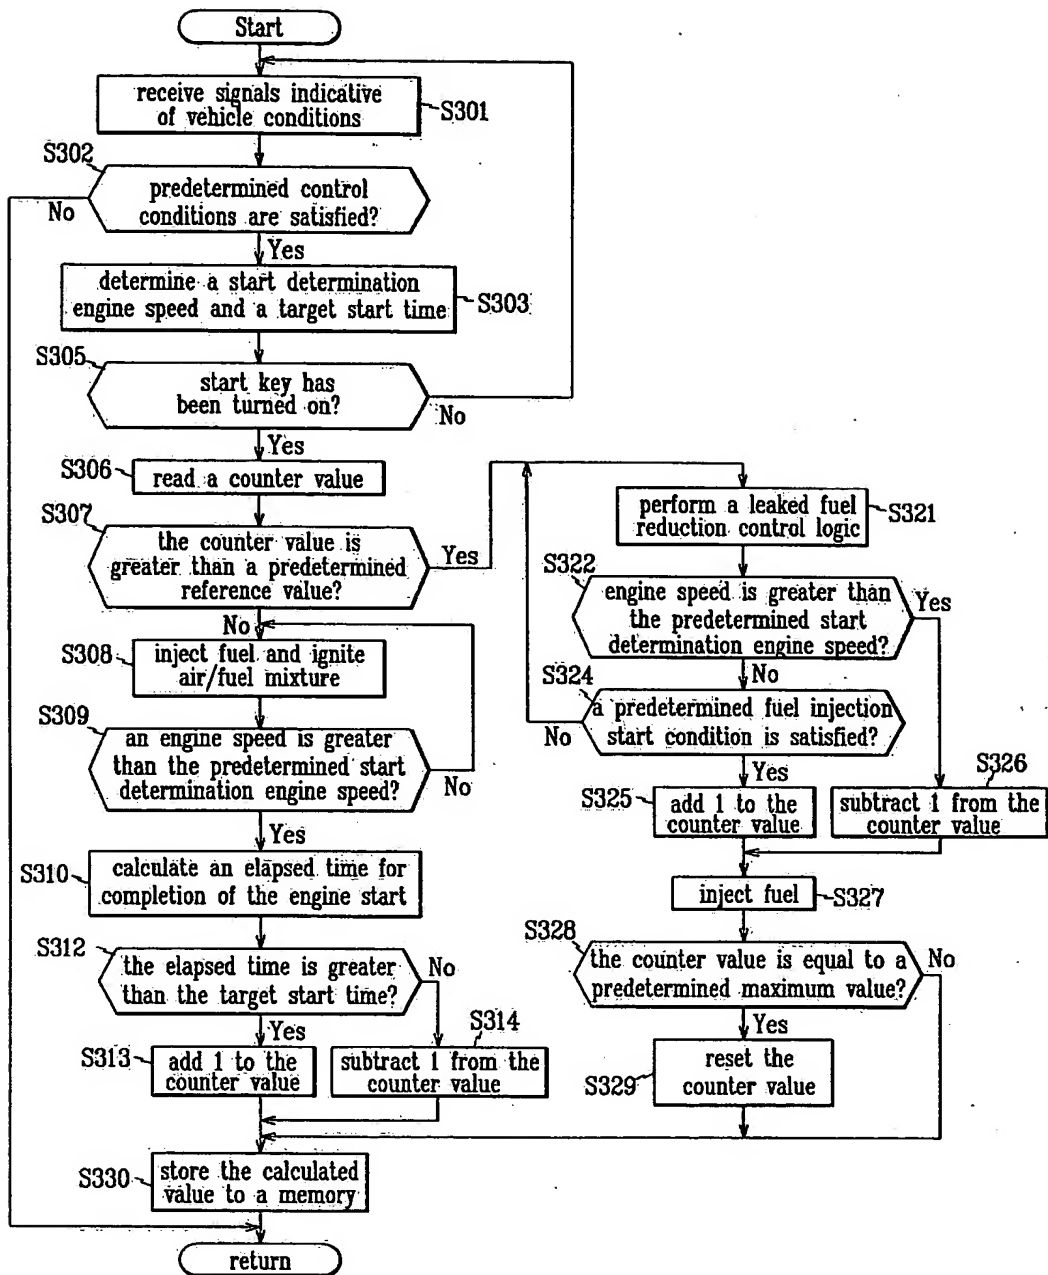 Start
receive signals indicative
of vehicle conditions
S301
S302
predetermined control
conditions are satisfied?
No
Yes
determine a start determination
engine speed and a target start time
S303
S305
start key has
been turned on?
No
Yes
S306
read a counter value
S307
the counter value is
greater than a predetermined
reference value?
Yes
No
S308
inject fuel and ignite
air/fuel mixture
S309
an engine speed is greater
than the predetermined start
determination engine speed?
No
Yes
S310
calculate an elapsed time for
completion of the engine start
S312
the elapsed time is greater
than the target start time?
No
Yes
S313
add 1 to the
counter value
S314
subtract 1 from the
counter value
perform a leaked fuel
reduction control logic
S321
S322
engine speed is greater than
the predetermined start
determination engine speed?
Yes
No
S324
a predetermined fuel injection
start condition is satisfied?
No
Yes
S325
add 1 to the
counter value
S326
subtract 1 from the
counter value
inject fuel
S327
S328
the counter value is equal to a
predetermined maximum value?
No
Yes
S329
reset the
counter value
S330
store the calculated
value to a memory
return